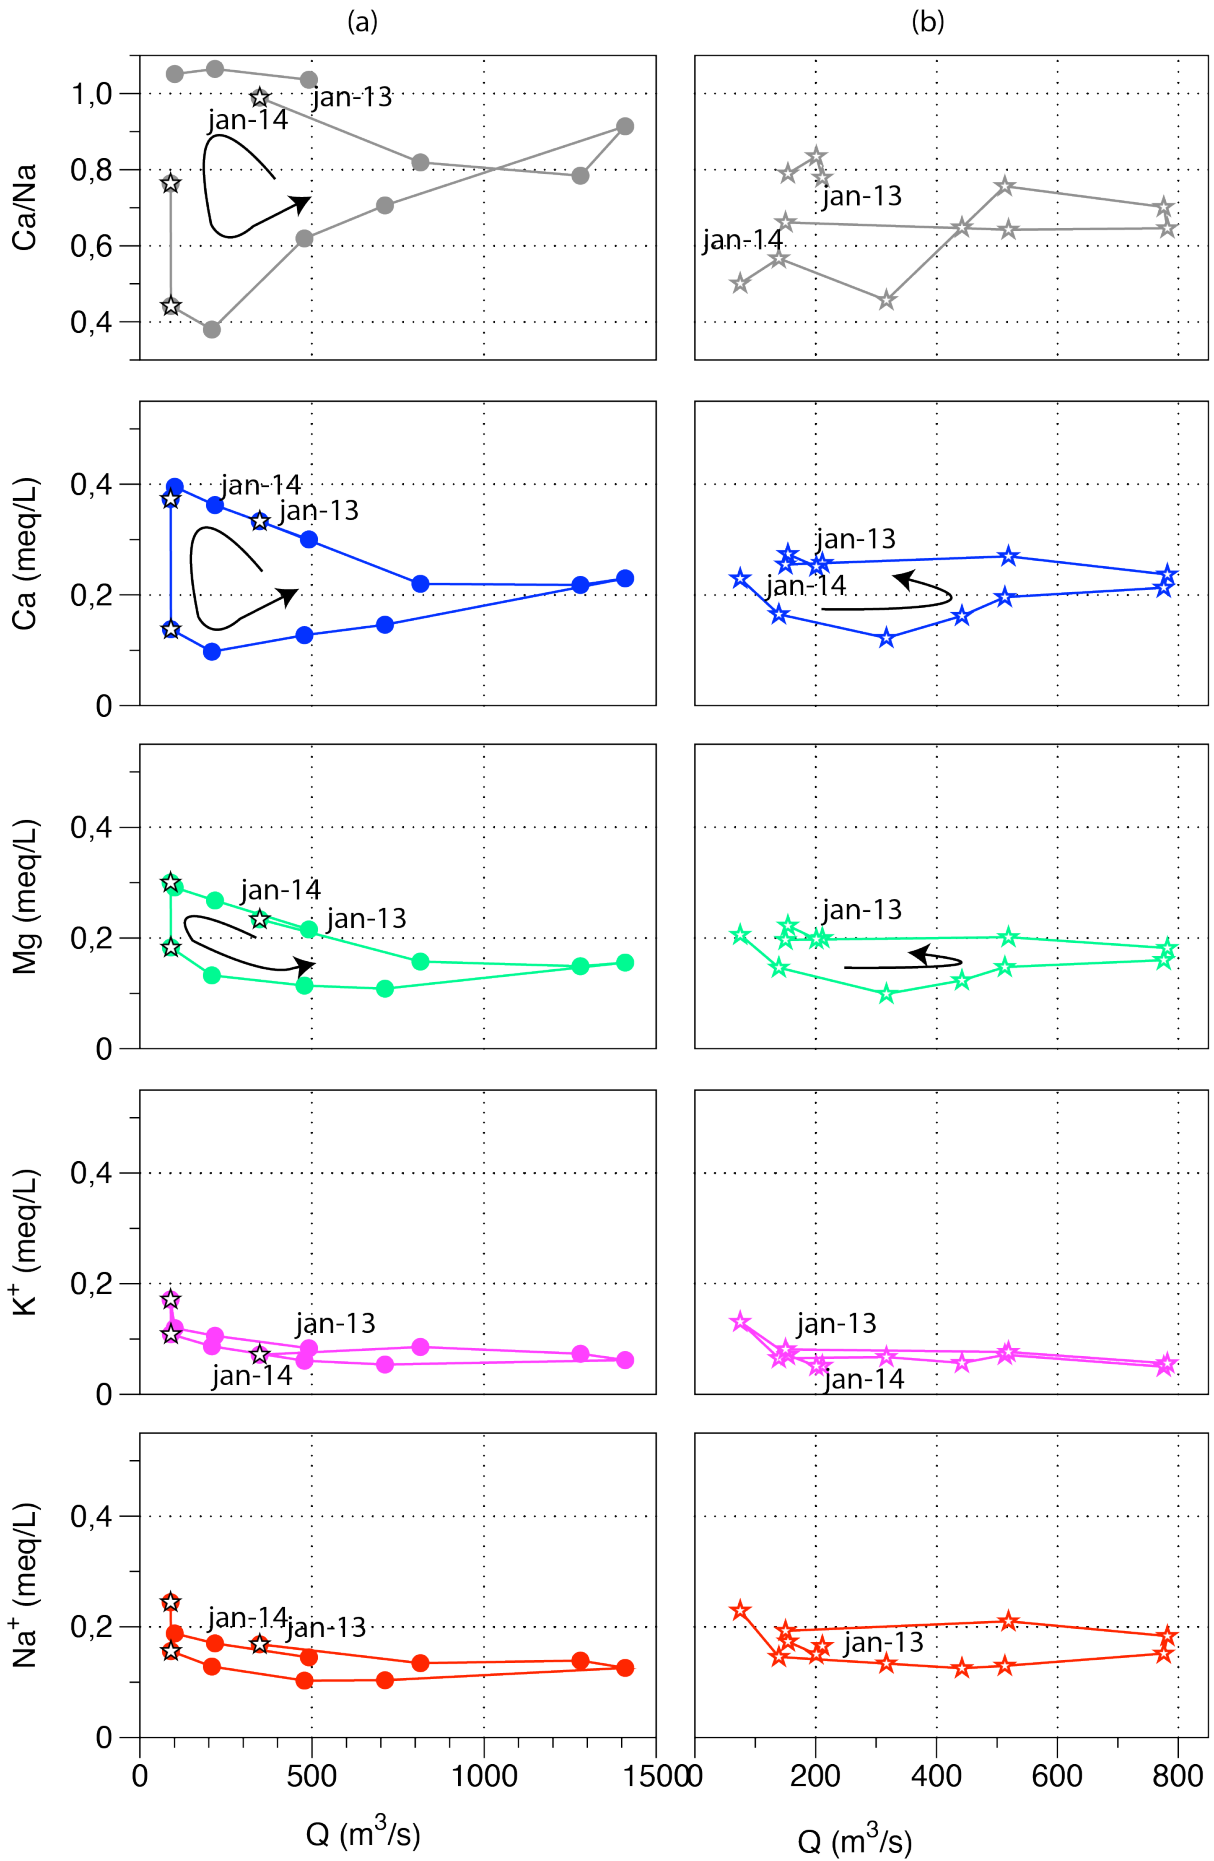 (a)
(b)
Ca/Na
1,0
0,8
0,6
0,4
jan-13
jan-14
jan-13
jan-14
Ca (meq/L)
0,4
0,2
0
jan-14
jan-13
jan-13
jan-14
Mg (meq/L)
0,4
0,2
0
jan-14
jan-13
jan-13
K⁺ (meq/L)
0,4
0,2
0
jan-13
jan-14
jan-13
jan-14
Na⁺ (meq/L)
0,4
0,2
0
jan-14
jan-13
jan-13
0 500 1000 1500
0 200 400 600 800
Q (m³/s)
Q (m³/s)